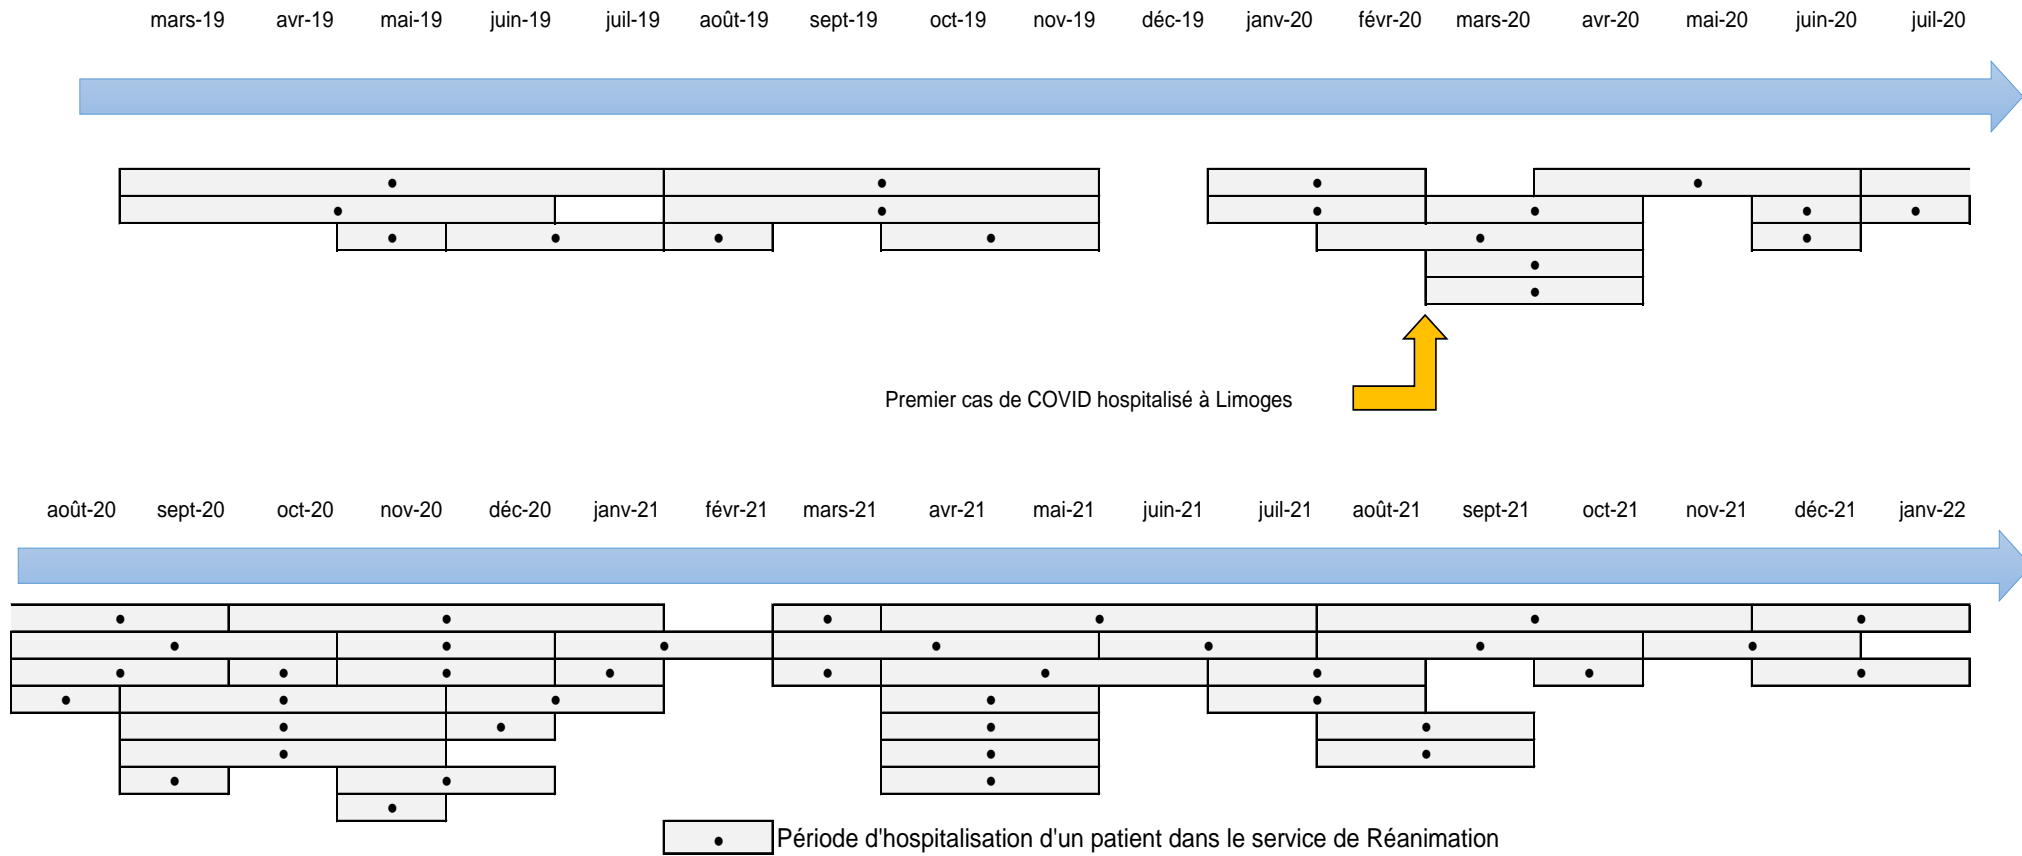 mars-19 avr-19 mai-19 juin-19 juil-19 août-19 sept-19 oct-19 nov-19 déc-19 janv-20 févr-20 mars-20 avr-20 mai-20 juin-20 juil-20
Premier cas de COVID hospitalisé à Limoges
août-20 sept-20 oct-20 nov-20 déc-20 janv-21 févr-21 mars-21 avr-21 mai-21 juin-21 juil-21 août-21 sept-21 oct-21 nov-21 déc-21 janv-22
Période d'hospitalisation d'un patient dans le service de Réanimation